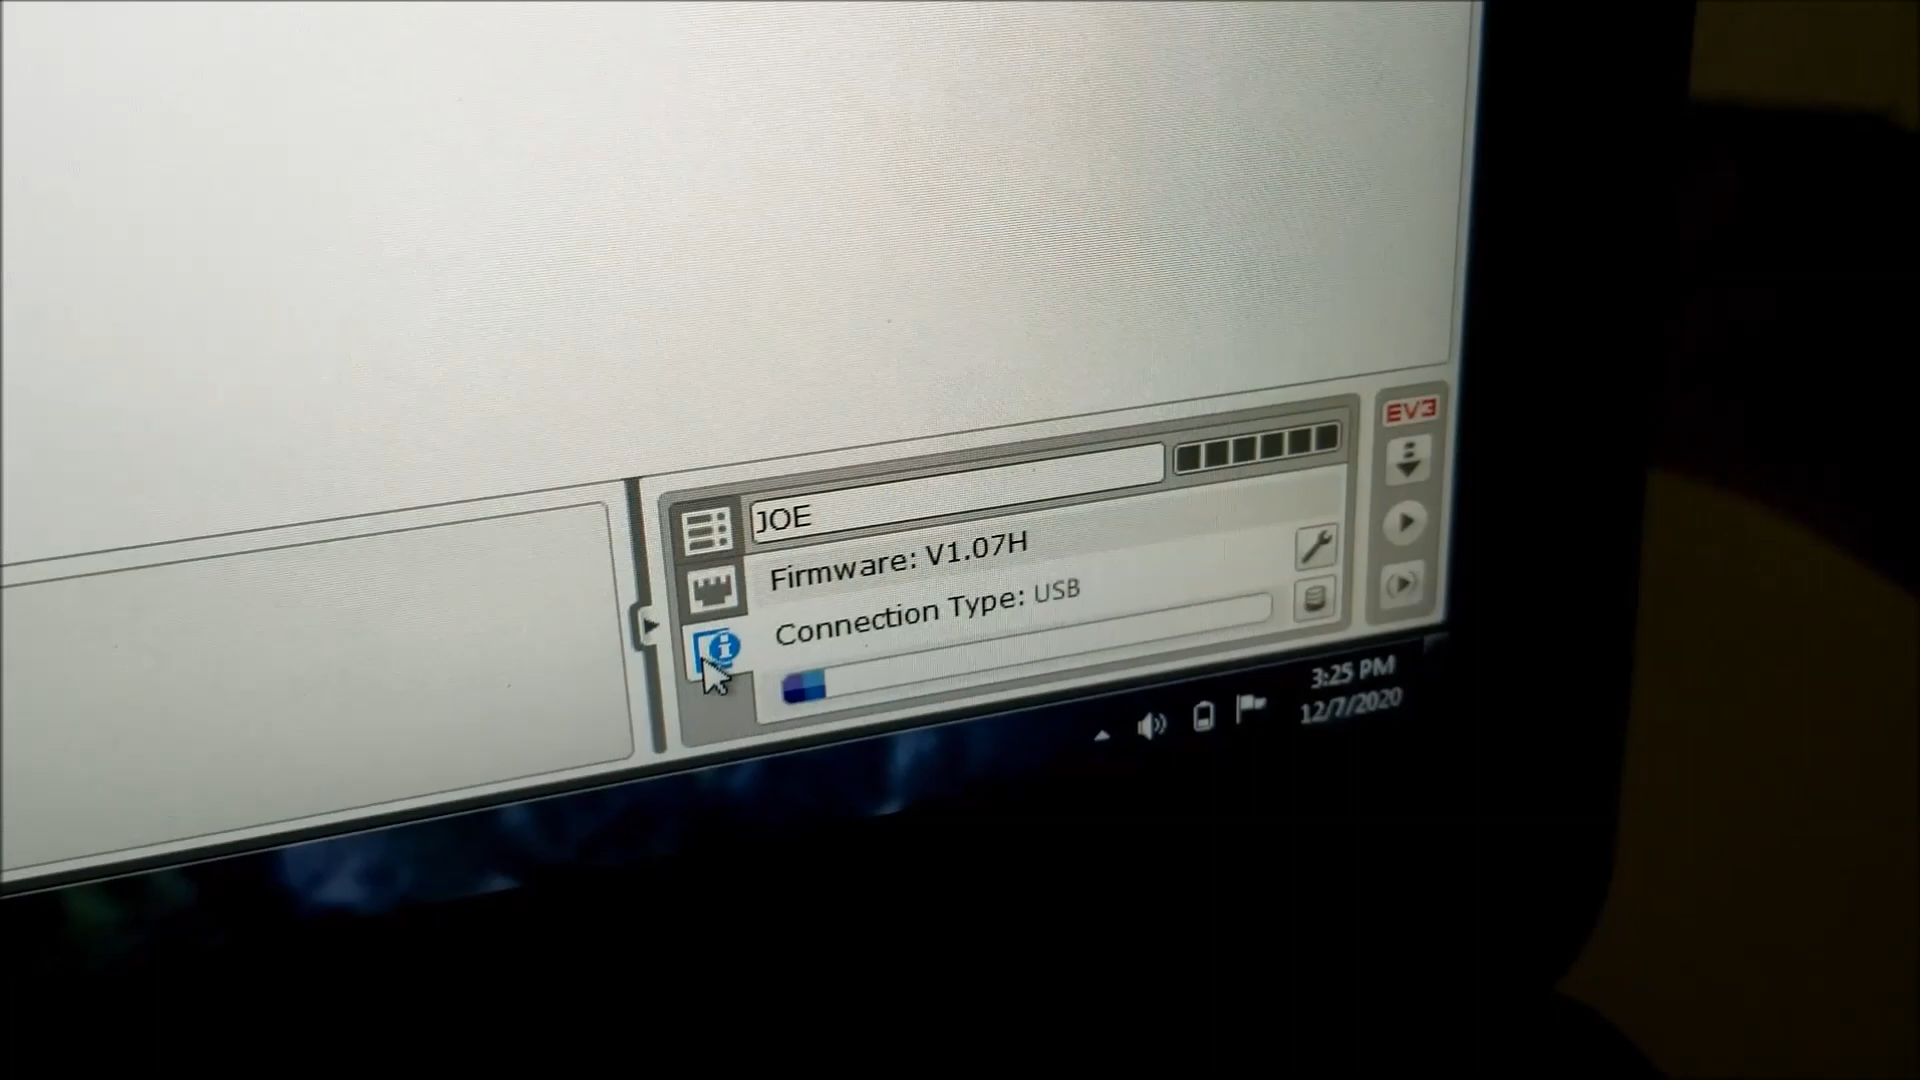 EV3
JOE
Firmware: V1.07H
Connection Type: USB
3:25 PM
12/7/2020